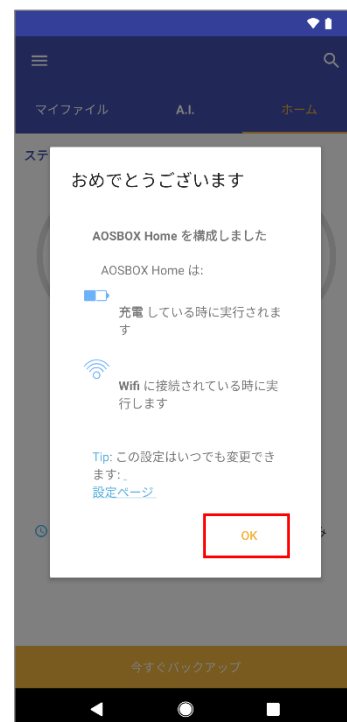 マイファイル A.I. ホーム
ステ
おめでとうございます
AOSBOX Home を構成しました
AOSBOX Home は:
充電 している時に実行されま
す
Wifi に接続されている時に実
行します
Tip: この設定はいつでも変更でき
ます:
設定ページ
OK
今すぐバックアップ